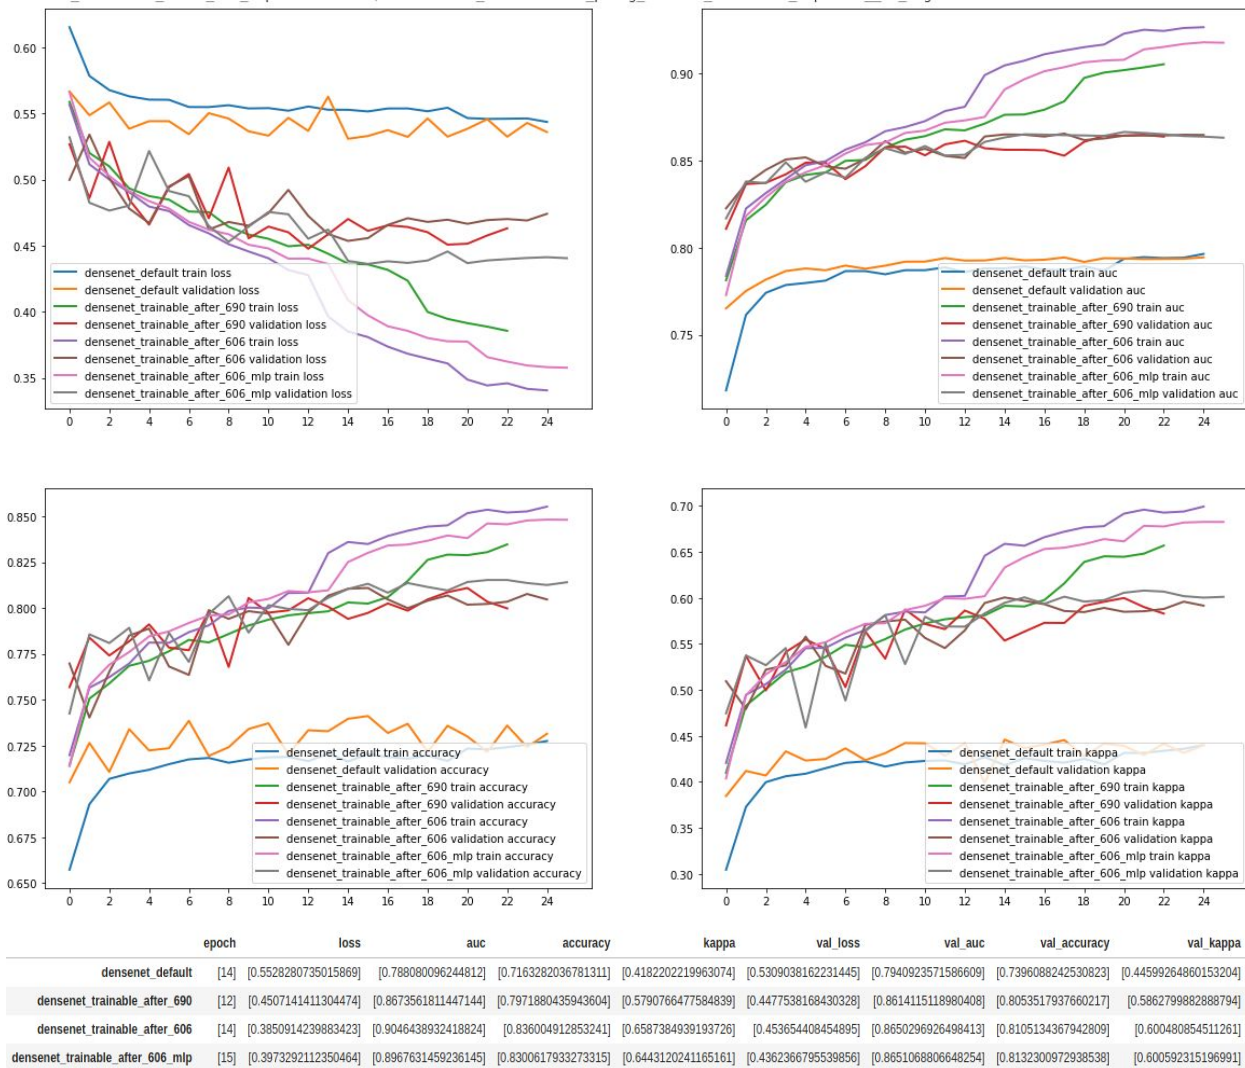 0.60
0.55
0.50
0.45
0.40
0.35
densenet_default train loss
densenet_default validation loss
densenet_trainable_after_690 train loss
densenet_trainable_after_690 validation loss
densenet_trainable_after_606 train loss
densenet_trainable_after_606 validation loss
densenet_trainable_after_606_mlp train loss
densenet_trainable_after_606_mlp validation loss
0 2 4 6 8 10 12 14 16 18 20 22 24
0.90
0.85
0.80
0.75
densenet_default train auc
densenet_default validation auc
densenet_trainable_after_690 train auc
densenet_trainable_after_690 validation auc
densenet_trainable_after_606 train auc
densenet_trainable_after_606 validation auc
densenet_trainable_after_606_mlp train auc
densenet_trainable_after_606_mlp validation auc
0 2 4 6 8 10 12 14 16 18 20 22 24
0.850
0.825
0.800
0.775
0.750
0.725
0.700
0.675
0.650
densenet_default train accuracy
densenet_default validation accuracy
densenet_trainable_after_690 train accuracy
densenet_trainable_after_690 validation accuracy
densenet_trainable_after_606 train accuracy
densenet_trainable_after_606 validation accuracy
densenet_trainable_after_606_mlp train accuracy
densenet_trainable_after_606_mlp validation accuracy
0 2 4 6 8 10 12 14 16 18 20 22 24
0.70
0.65
0.60
0.55
0.50
0.45
0.40
0.35
0.30
densenet_default train kappa
densenet_default validation kappa
densenet_trainable_after_690 train kappa
densenet_trainable_after_690 validation kappa
densenet_trainable_after_606 train kappa
densenet_trainable_after_606 validation kappa
densenet_trainable_after_606_mlp train kappa
densenet_trainable_after_606_mlp validation kappa
0 2 4 6 8 10 12 14 16 18 20 22 24
epoch loss auc accuracy kappa val_loss val_auc val_accuracy val_kappa
densenet_default [14] [0.5528280735015869] [0.788080096244812] [0.7163282036781311] [0.4182202219963074] [0.5309038162231445] [0.7940923571586609] [0.7396088242530823] [0.44599264860153204]
densenet_trainable_after_690 [12] [0.4507141411304474] [0.8673561811447144] [0.7971880435943604] [0.5790766477584839] [0.4477538168430328] [0.8614115118980408] [0.8053517937660217] [0.5862799882888794]
densenet_trainable_after_606 [14] [0.3850914239883423] [0.9046438932418824] [0.836004912853241] [0.6587384939193726] [0.453654408454895] [0.8650296926498413] [0.8105134367942809] [0.600480854511261]
densenet_trainable_after_606_mlp [15] [0.3973292112350464] [0.8967631459236145] [0.8300617933273315] [0.6443120241165161] [0.4362366795539856] [0.8651068806648254] [0.8132300972938538] [0.600592315196991]